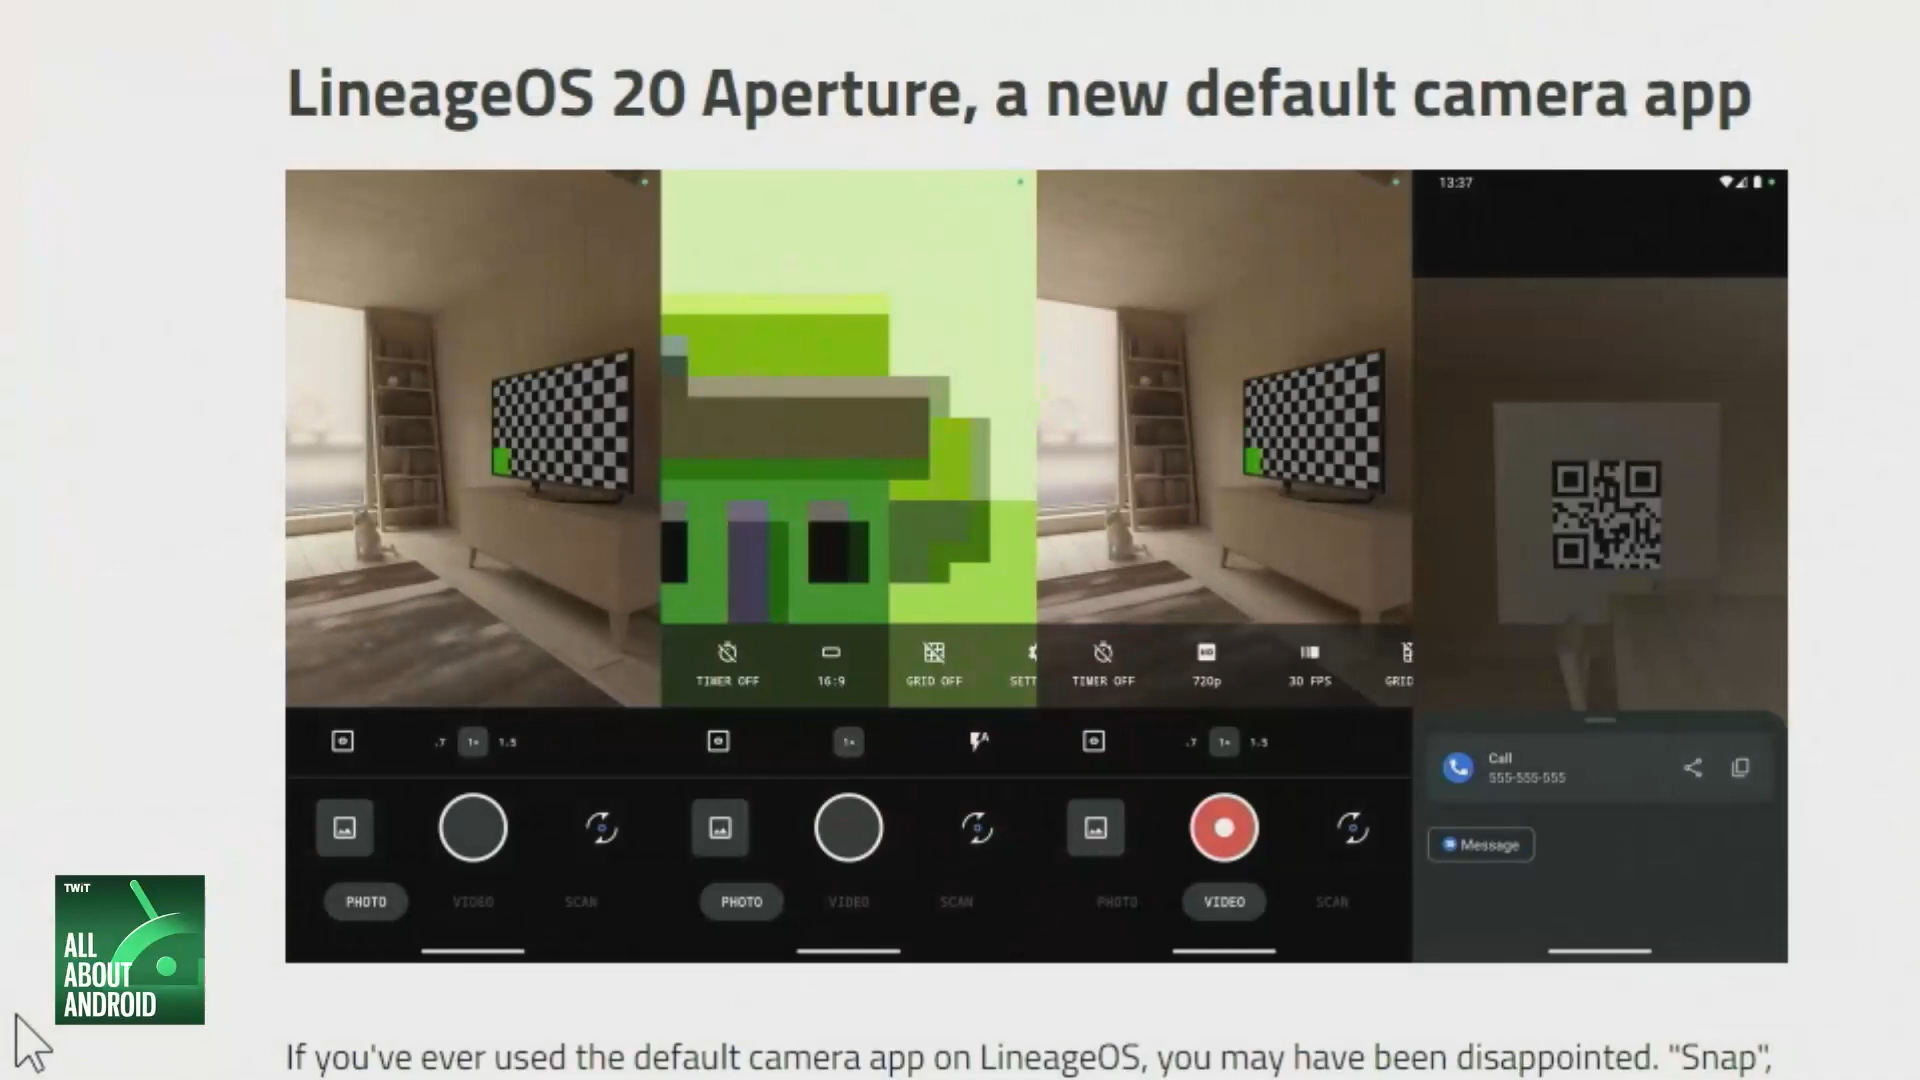 LineageOS 20 Aperture, a new default camera app
13:37
TIMER OFF
16:9
GRID OFF
SETT
TIMER OFF
720p
30 FPS
GRID
.7 1× 1.5
1×
A
.7 1× 1.5
Call
555-555-555
Message
PHOTO VIDEO SCAN
PHOTO VIDEO SCAN
PHOTO VIDEO SCAN
TWiT
ALL
ABOUT
ANDROID
If you've ever used the default camera app on LineageOS, you may have been disappointed. "Snap",